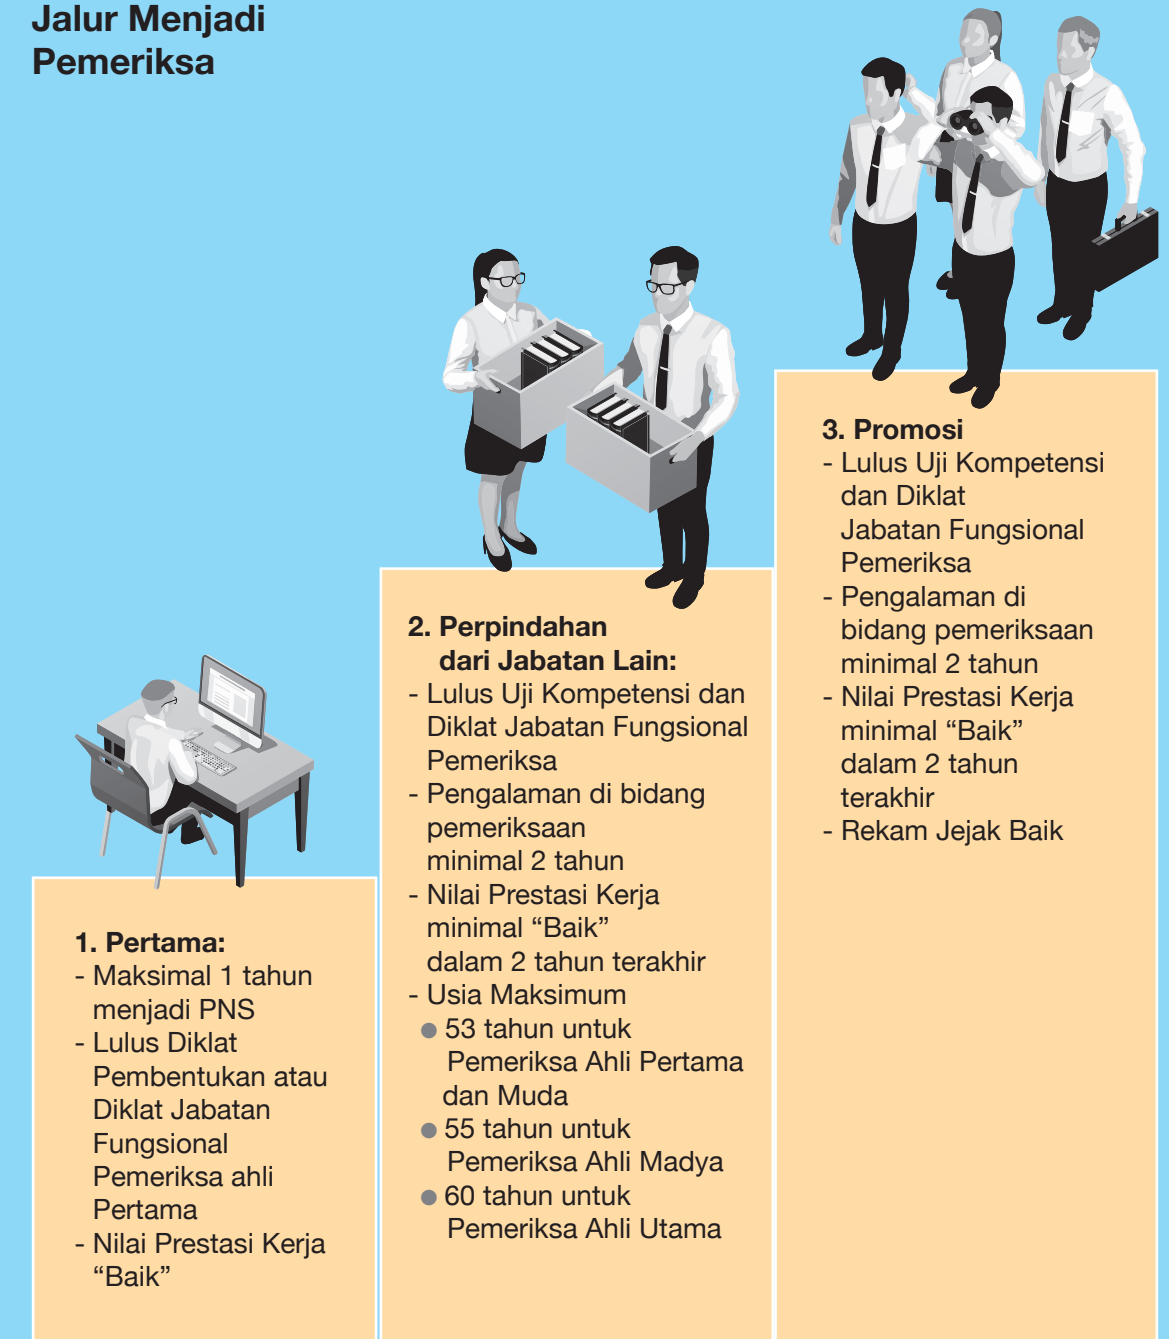 Jalur Menjadi
Pemeriksa
1. Pertama:
- Maksimal 1 tahun
menjadi PNS
- Lulus Diklat
Pembentukan atau
Diklat Jabatan
Fungsional
Pemeriksa ahli
Pertama
- Nilai Prestasi Kerja
“Baik”
2. Perpindahan
dari Jabatan Lain:
- Lulus Uji Kompetensi dan
Diklat Jabatan Fungsional
Pemeriksa
- Pengalaman di bidang
pemeriksaan
minimal 2 tahun
- Nilai Prestasi Kerja
minimal “Baik”
dalam 2 tahun terakhir
- Usia Maksimum
● 53 tahun untuk
Pemeriksa Ahli Pertama
dan Muda
● 55 tahun untuk
Pemeriksa Ahli Madya
● 60 tahun untuk
Pemeriksa Ahli Utama
3. Promosi
- Lulus Uji Kompetensi
dan Diklat
Jabatan Fungsional
Pemeriksa
- Pengalaman di
bidang pemeriksaan
minimal 2 tahun
- Nilai Prestasi Kerja
minimal “Baik”
dalam 2 tahun
terakhir
- Rekam Jejak Baik